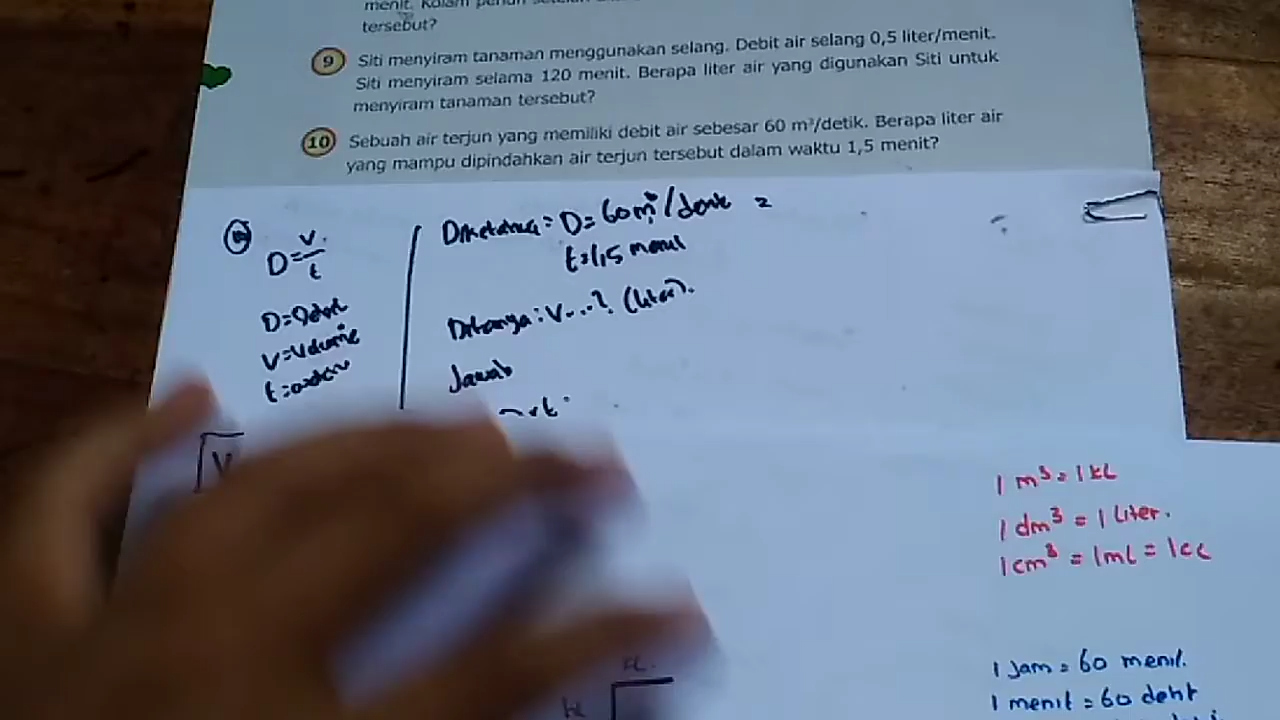 menit. Kolam penuh
tersebut?
9 Siti menyiram tanaman menggunakan selang. Debit air selang 0,5 liter/menit.
Siti menyiram selama 120 menit. Berapa liter air yang digunakan Siti untuk
menyiram tanaman tersebut?
10 Sebuah air terjun yang memiliki debit air sebesar 60 m³/detik. Berapa liter air
yang mampu dipindahkan air terjun tersebut dalam waktu 1,5 menit?
D = V/t
D=
V=Volume
t=
Diketahui: D= 60 m³/detik =
t=1,5 menit
Ditanya: V...? (liter).
Jawab
V
1 m³ = 1 kL
1 dm³ = 1 Liter.
1 cm³ = 1 mL = 1 cc
kL
1 Jam = 60 menit.
1 menit = 60 detik